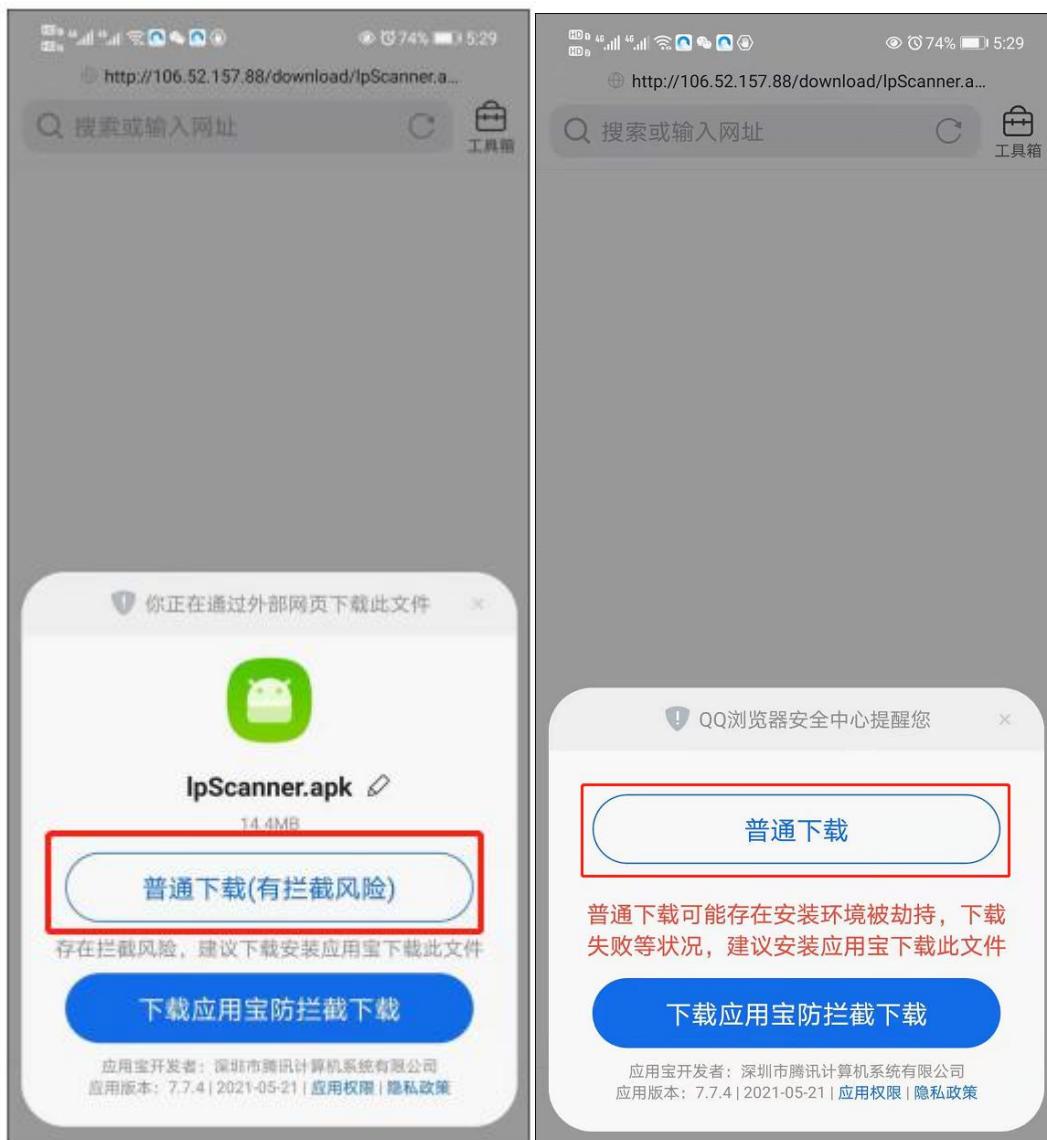 74% 5:29
http://106.52.157.88/download/lpScanner.a...
搜索或输入网址
工具箱
你正在通过外部网页下载此文件
lpScanner.apk
14.4MB
普通下载(有拦截风险)
存在拦截风险，建议下载安装应用宝下载此文件
下载应用宝防拦截下载
应用宝开发者：深圳市腾讯计算机系统有限公司
应用版本：7.7.4 | 2021-05-21 | 应用权限 | 隐私政策
HD 46 46 74% 5:29
http://106.52.157.88/download/lpScanner.a...
搜索或输入网址
工具箱
QQ浏览器安全中心提醒您
普通下载
普通下载可能存在安装环境被劫持，下载
失败等状况，建议安装应用宝下载此文件
下载应用宝防拦截下载
应用宝开发者：深圳市腾讯计算机系统有限公司
应用版本：7.7.4 | 2021-05-21 | 应用权限 | 隐私政策